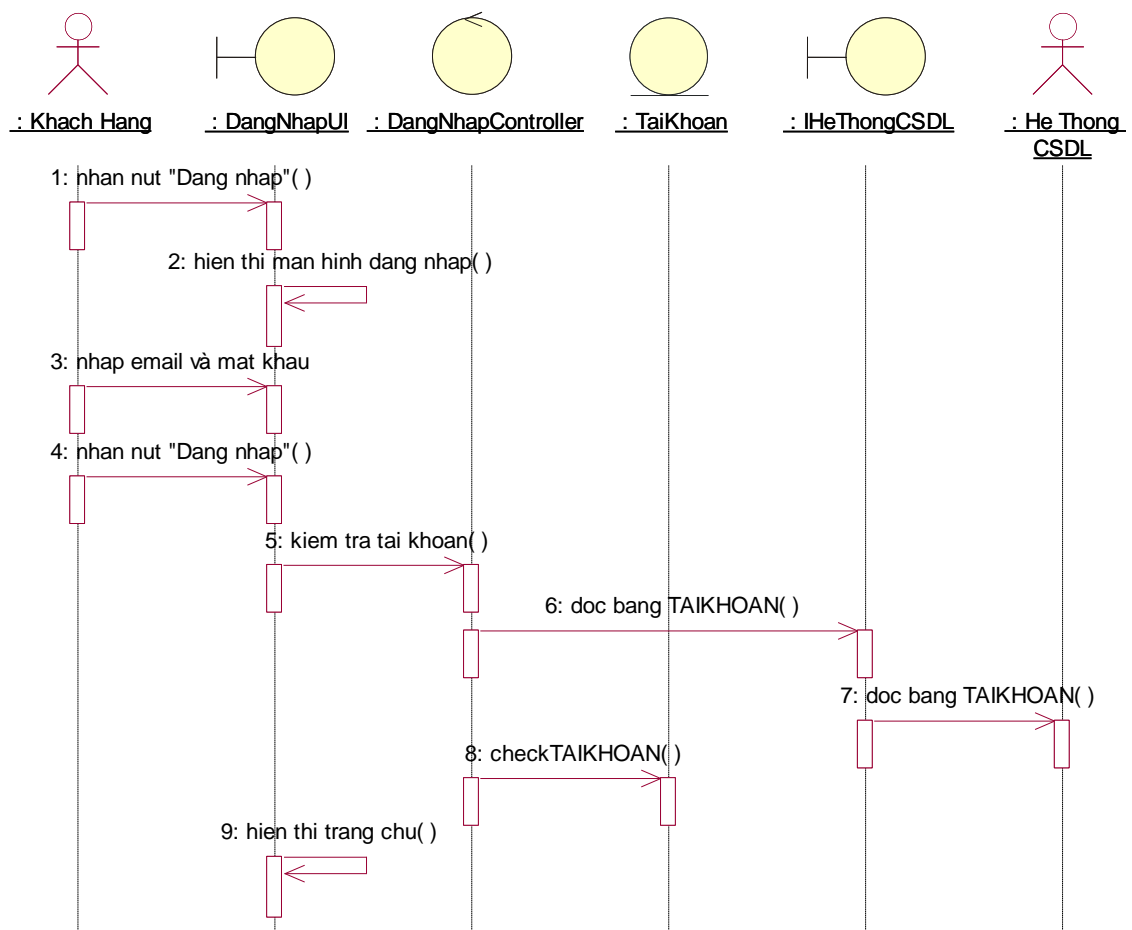 : Khach Hang
: DangNhapUI
: DangNhapController
: TaiKhoan
: IHeThongCSDL
: He Thong
CSDL
1: nhan nut "Dang nhap"( )
2: hien thi man hinh dang nhap( )
3: nhap email và mat khau
4: nhan nut "Dang nhap"( )
5: kiem tra tai khoan( )
6: doc bang TAIKHOAN( )
7: doc bang TAIKHOAN( )
8: checkTAIKHOAN( )
9: hien thi trang chu( )